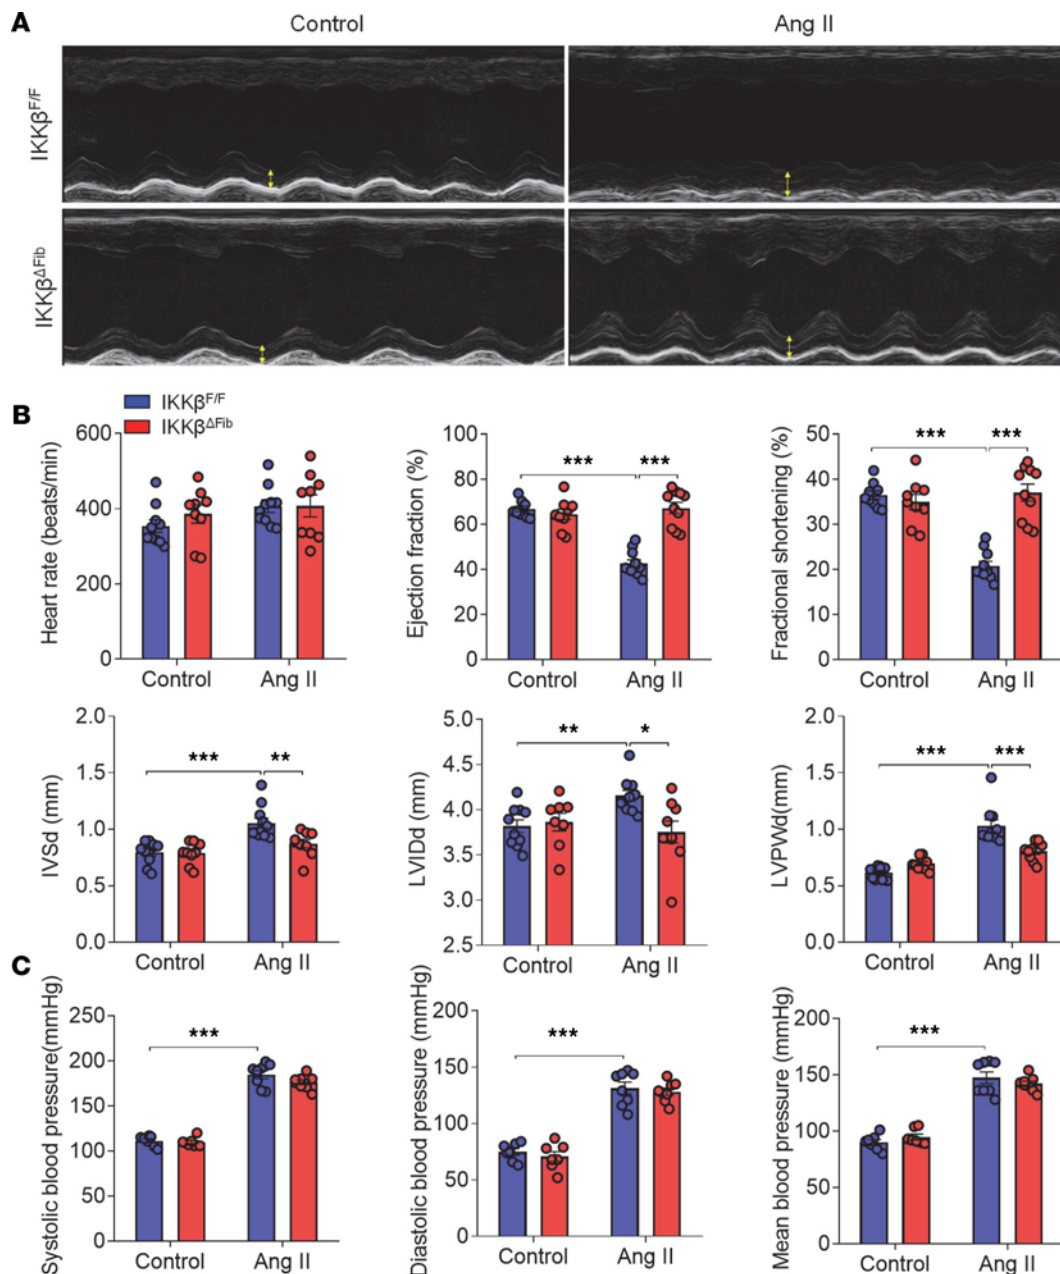 A
Control
Ang II
IKKβF/F
IKKβΔFib
B
IKKβF/F
IKKβΔFib
Heart rate (beats/min)
600
400
200
0
Control
Ang II
Ejection fraction (%)
100
80
60
40
20
0
***
***
Control
Ang II
Fractional shortening (%)
50
40
30
20
10
0
***
***
Control
Ang II
IVSd (mm)
2.0
1.5
1.0
0.5
0.0
***
**
Control
Ang II
LVIDd (mm)
5.0
4.5
4.0
3.5
3.0
2.5
**
*
Control
Ang II
LVPWd(mm)
2.0
1.5
1.0
0.5
0.0
***
***
Control
Ang II
C
Systolic blood pressure(mmHg)
250
200
150
100
50
0
***
Control
Ang II
Diastolic blood pressure (mmHg)
200
150
100
50
0
***
Control
Ang II
Mean blood pressure (mmHg)
200
150
100
50
0
***
Control
Ang II